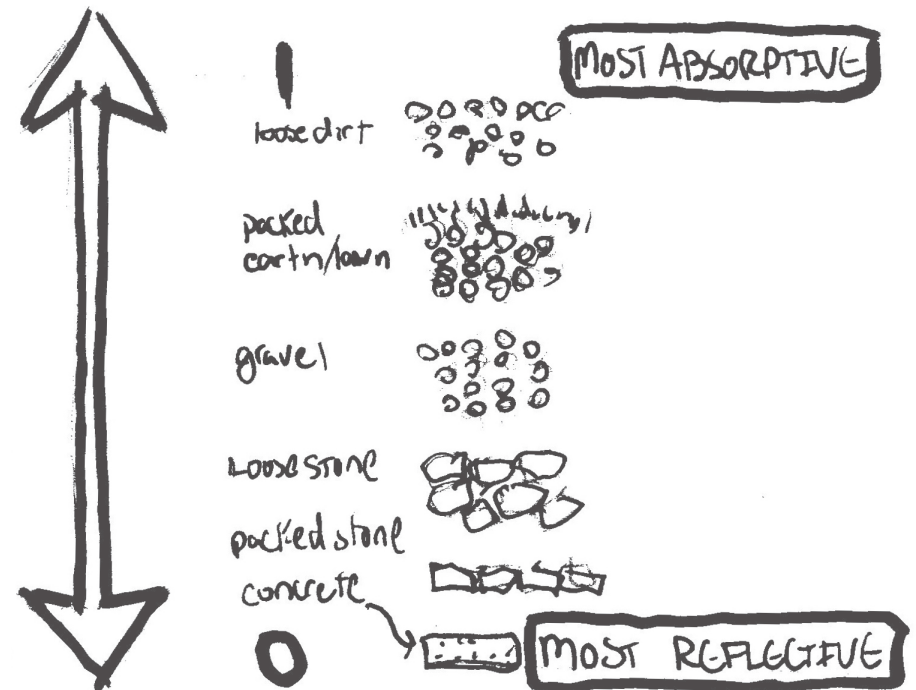 1
MOST ABSORPTIVE
loose dirt
packed
earth/lawn
gravel
LOOSE STONE
packed stone
concrete
0
MOST REFLECTIVE